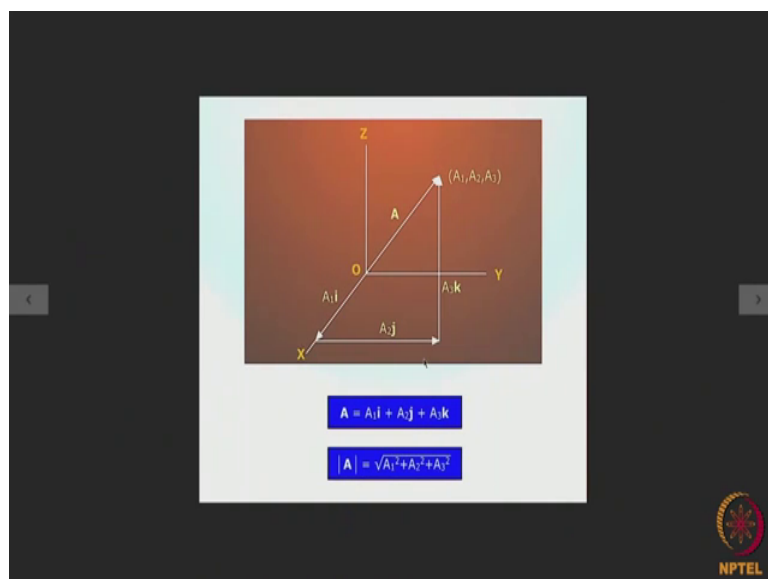 Z
(A₁,A₂,A₃)
A
O
Y
A₁i
A₃k
A₂j
X
A = A₁i + A₂j + A₃k
|A| = √A₁²+A₂²+A₃²
NPTEL